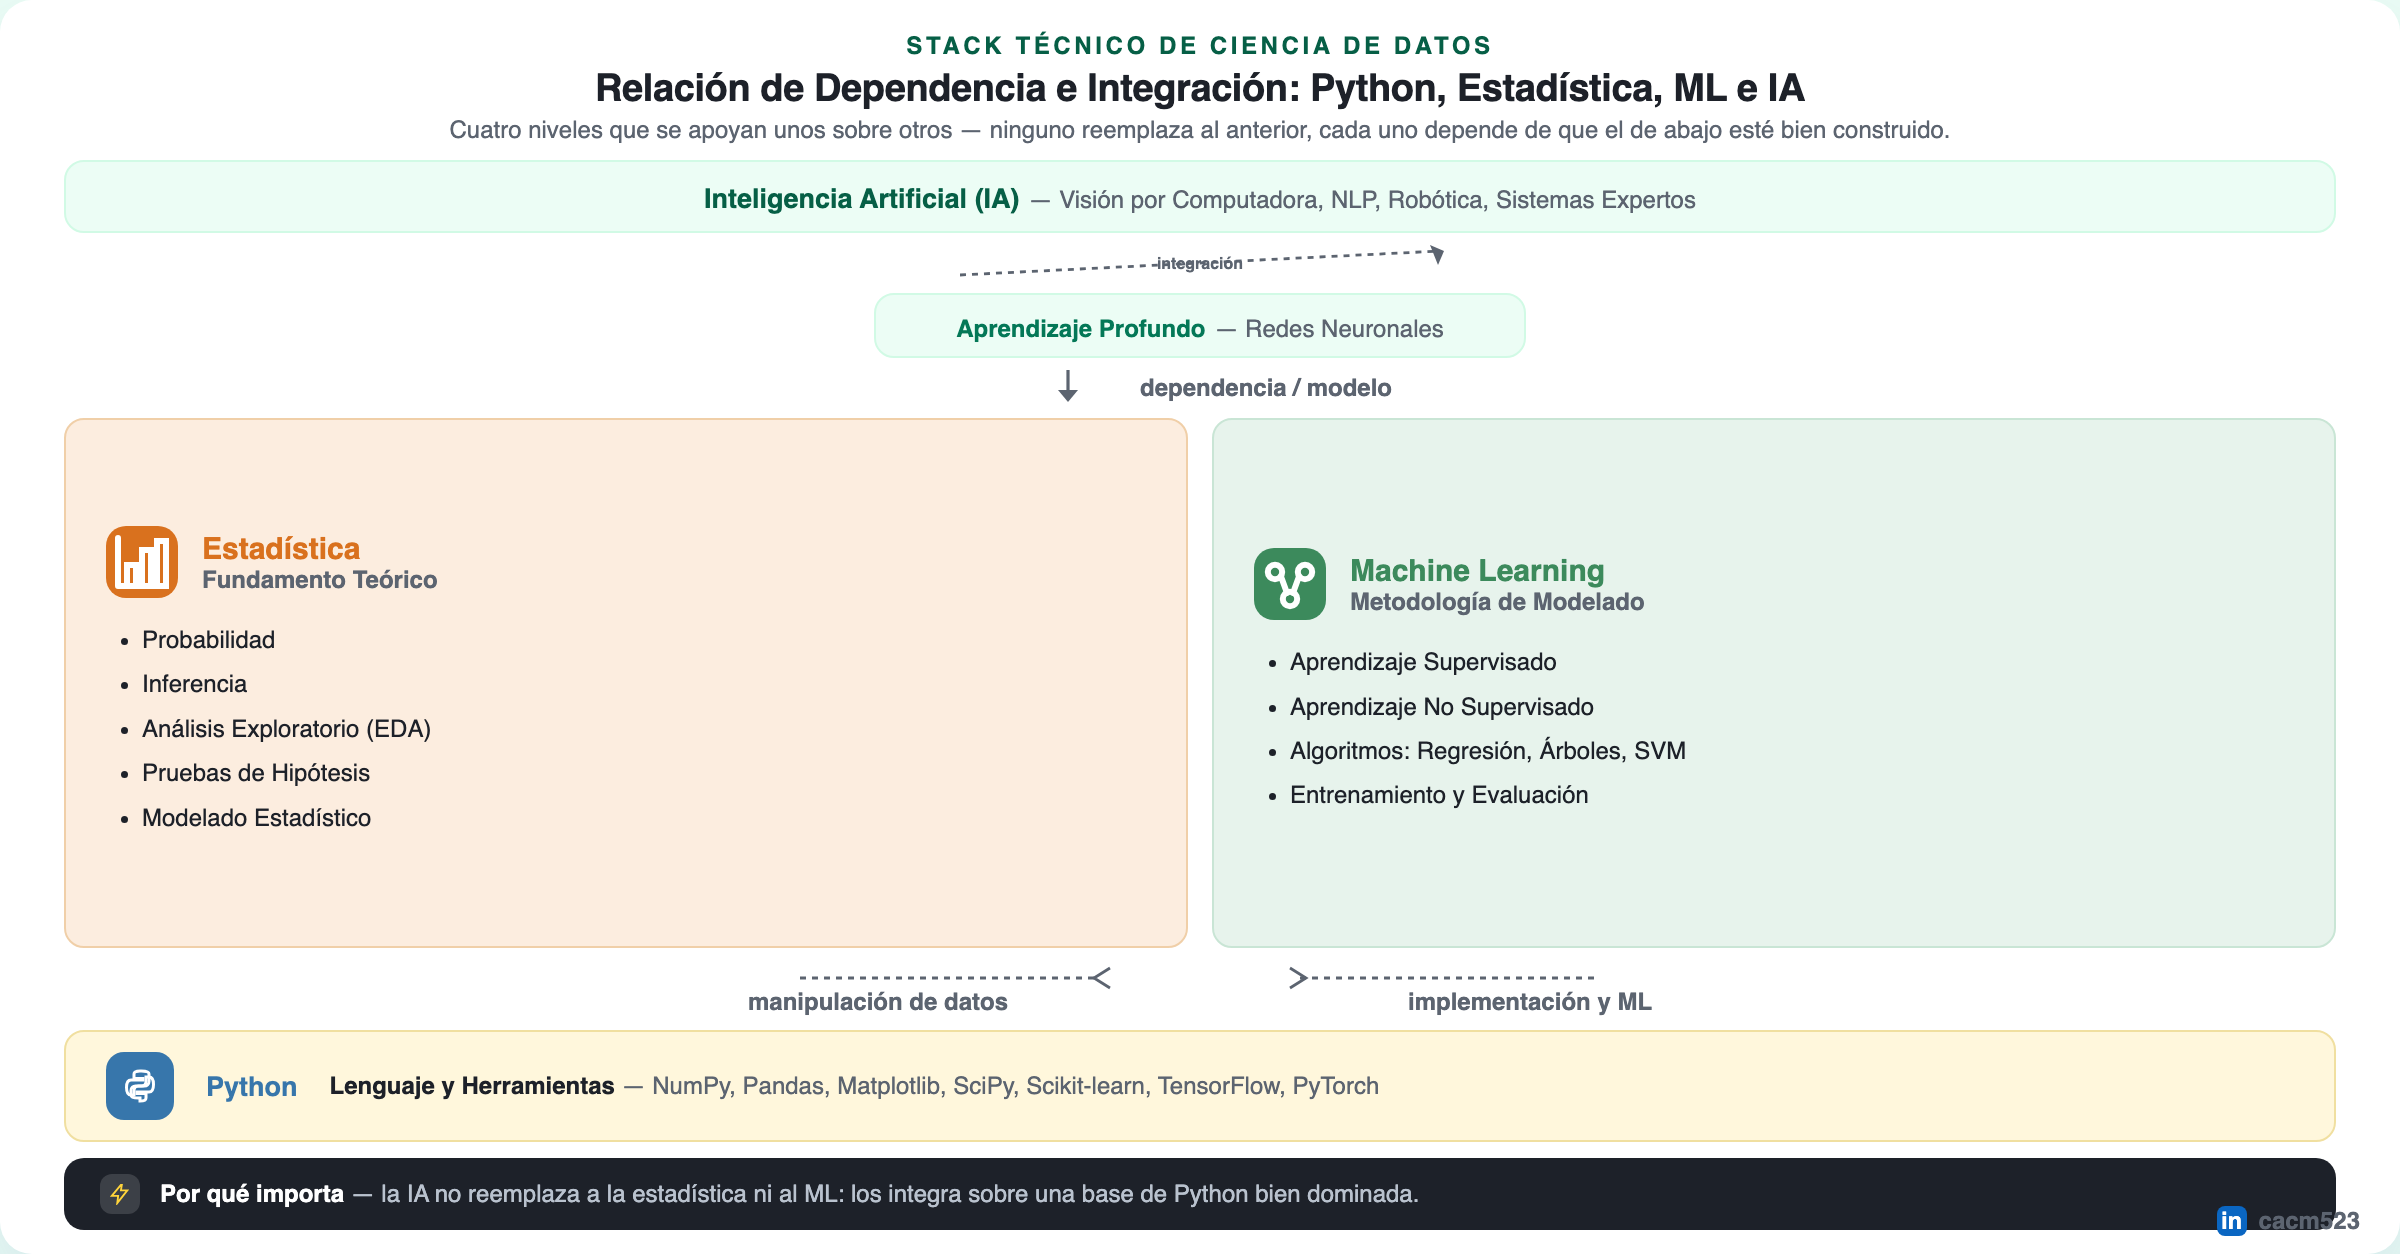 STACK TÉCNICO DE CIENCIA DE DATOS
Relación de Dependencia e Integración: Python, Estadística, ML e IA
Cuatro niveles que se apoyan unos sobre otros — ninguno reemplaza al anterior, cada uno depende de que el de abajo esté bien construido.
Inteligencia Artificial (IA) — Visión por Computadora, NLP, Robótica, Sistemas Expertos
integración
Aprendizaje Profundo — Redes Neuronales
dependencia / modelo
Estadística
Fundamento Teórico
• Probabilidad
• Inferencia
• Análisis Exploratorio (EDA)
• Pruebas de Hipótesis
• Modelado Estadístico
Machine Learning
Metodología de Modelado
• Aprendizaje Supervisado
• Aprendizaje No Supervisado
• Algoritmos: Regresión, Árboles, SVM
• Entrenamiento y Evaluación
manipulación de datos
implementación y ML
Python Lenguaje y Herramientas — NumPy, Pandas, Matplotlib, SciPy, Scikit-learn, TensorFlow, PyTorch
Por qué importa — la IA no reemplaza a la estadística ni al ML: los integra sobre una base de Python bien dominada.
in cacm523